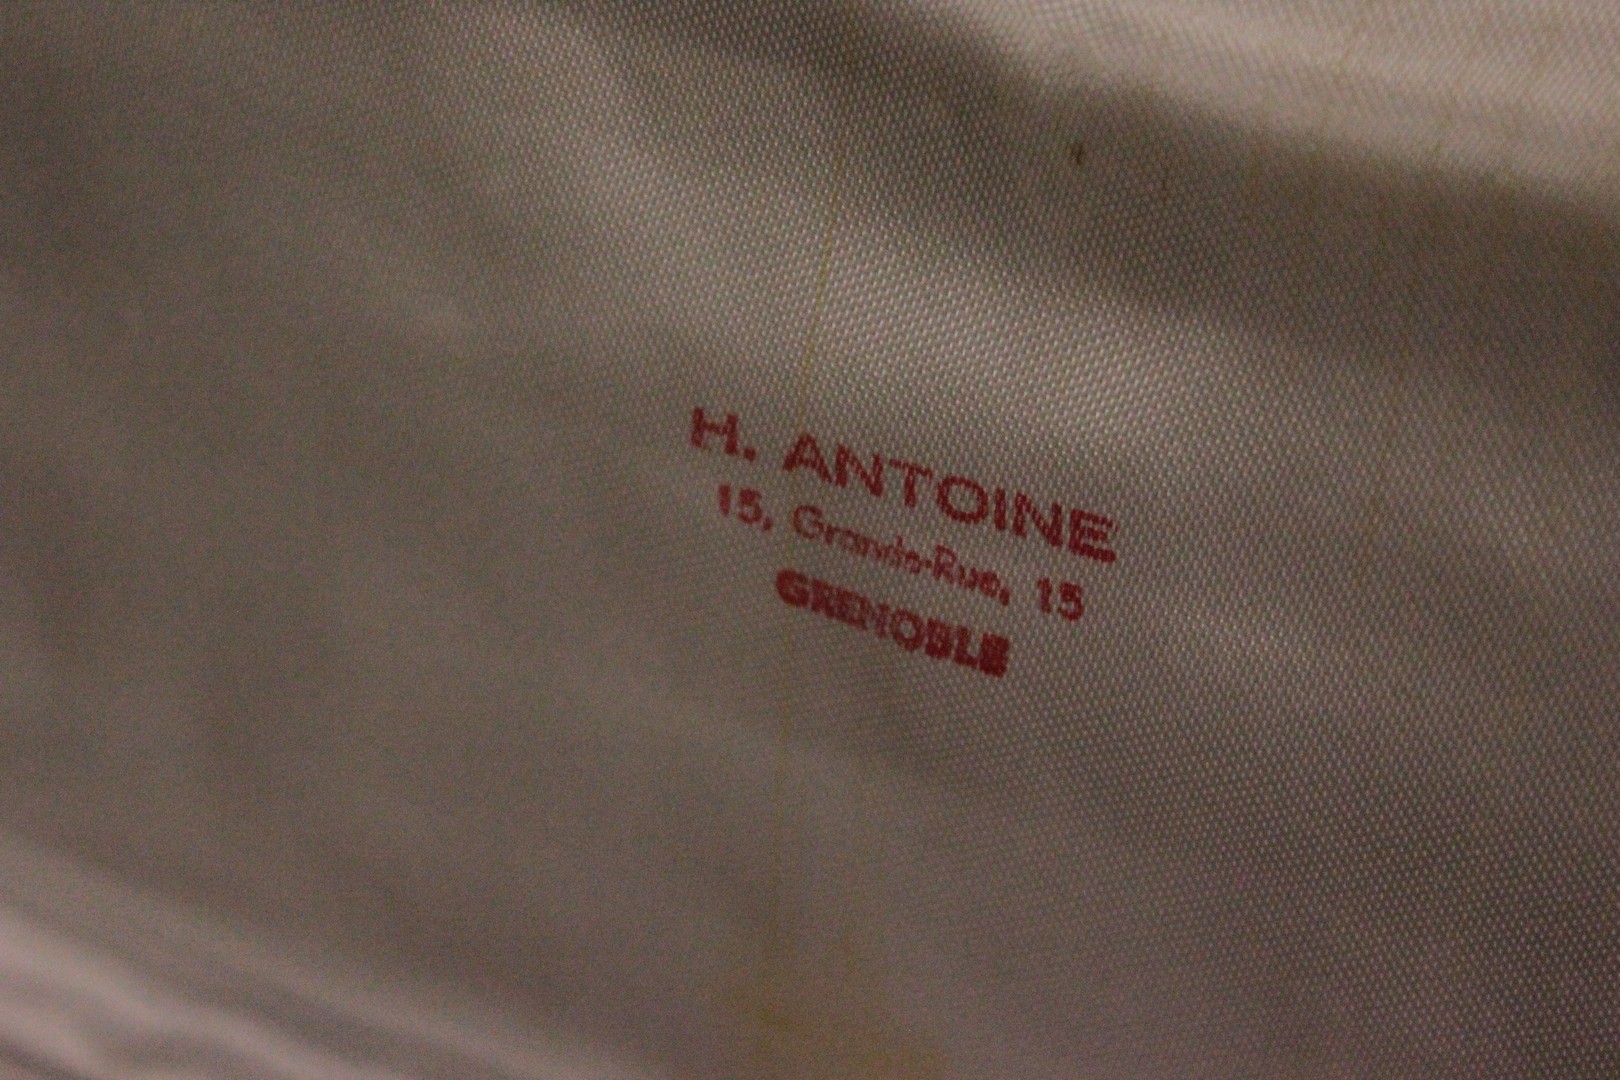 H. ANTOINE
15, Grande-Rue, 15
GRENOBLE